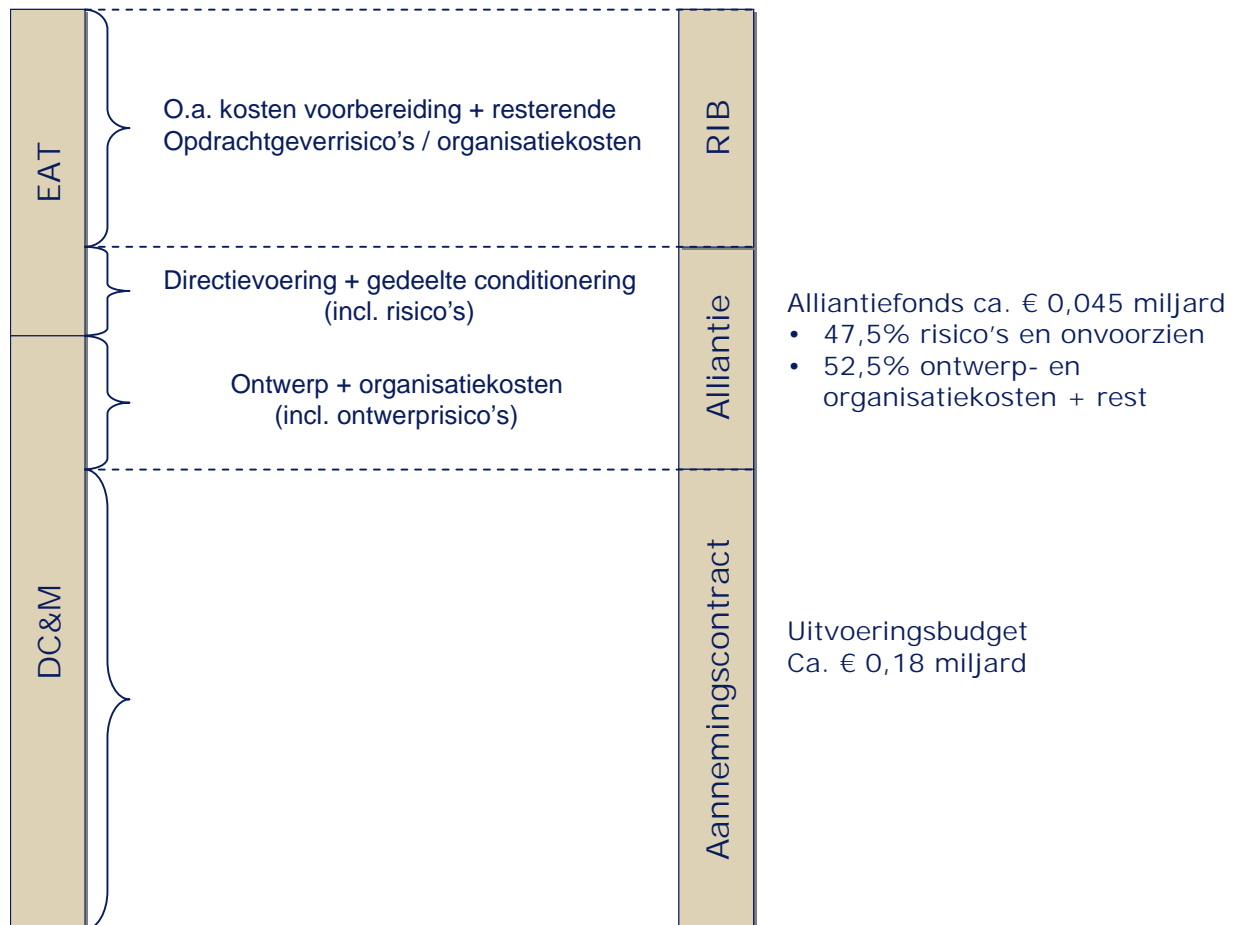 EAT
O.a. kosten voorbereiding + resterende
Opdrachtgeverrisico's / organisatiekosten
RIB
Directievoering + gedeelte conditionering
(incl. risico's)
Ontwerp + organisatiekosten
(incl. ontwerprisico's)
Alliantie
Alliantiefonds ca. € 0,045 miljard
• 47,5% risico's en onvoorzien
• 52,5% ontwerp- en
organisatiekosten + rest
DC&M
Aannemingscontract
Uitvoeringsbudget
Ca. € 0,18 miljard